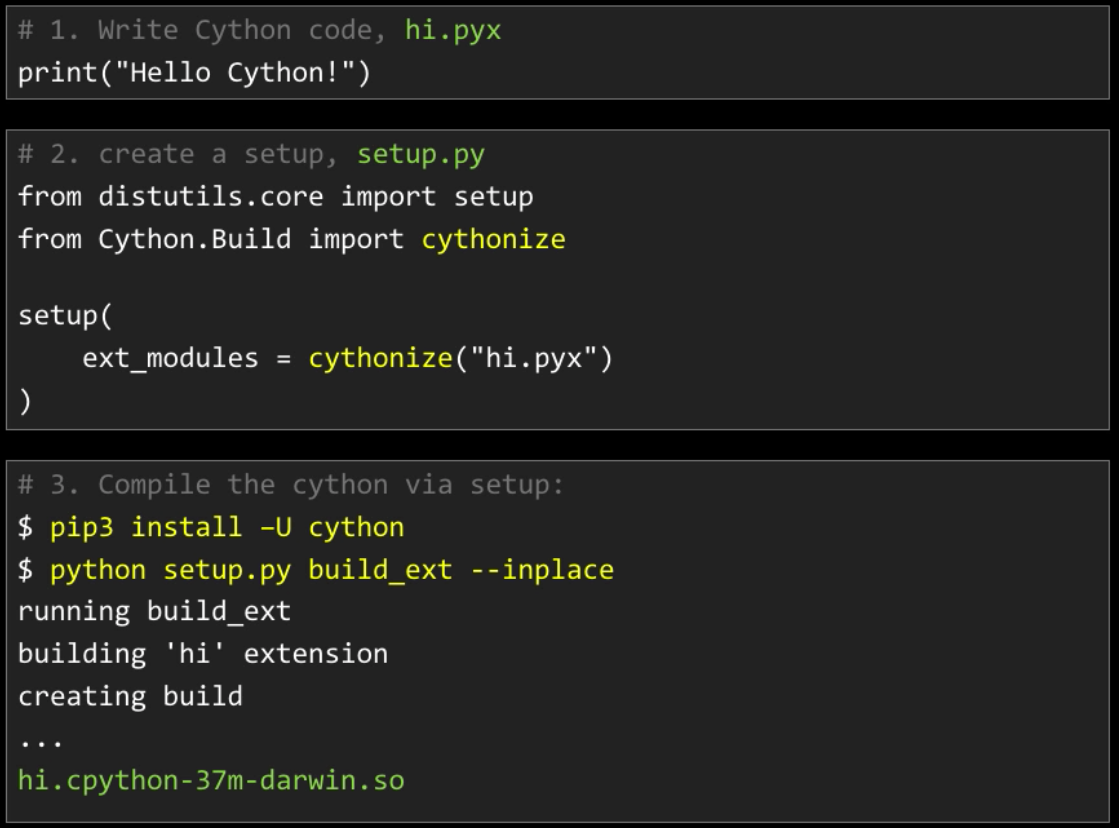 # 1. Write Cython code, hi.pyx
print("Hello Cython!")
# 2. create a setup, setup.py
from distutils.core import setup
from Cython.Build import cythonize
setup(
    ext_modules = cythonize("hi.pyx")
)
# 3. Compile the cython via setup:
$ pip3 install –U cython
$ python setup.py build_ext --inplace
running build_ext
building 'hi' extension
creating build
...
hi.cpython-37m-darwin.so